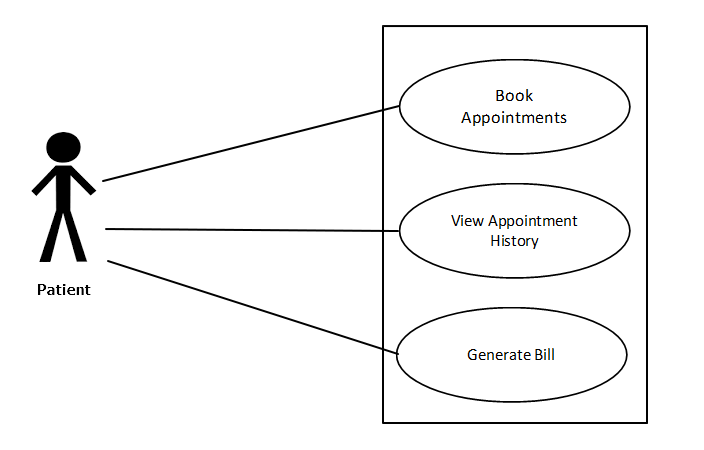 Book
Appointments
View Appointment
History
Generate Bill
Patient